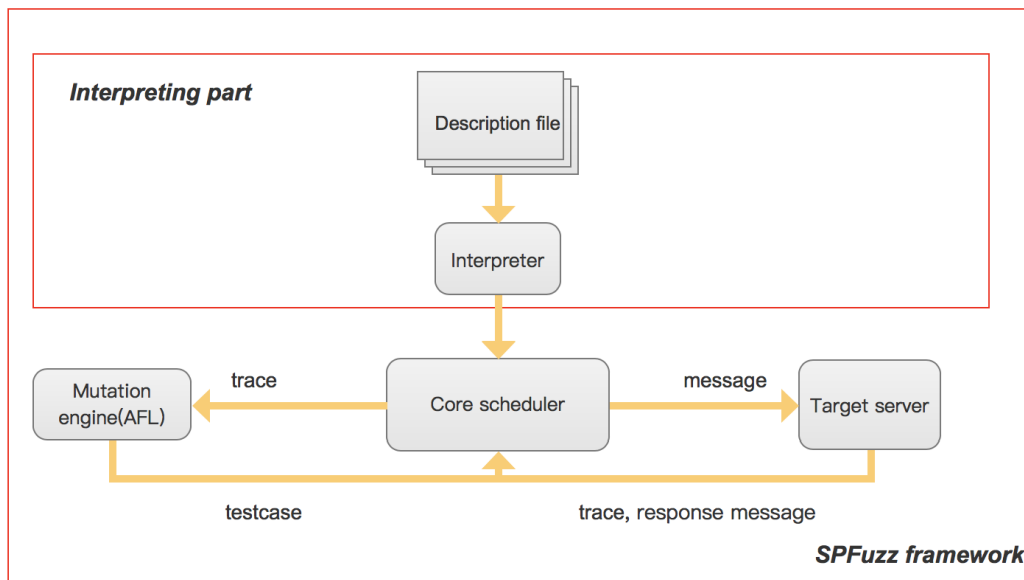 Interpreting part
Description file
Interpreter
trace
message
Mutation
engine(AFL)
Core scheduler
Target server
testcase
trace, response message
SPFuzz framework